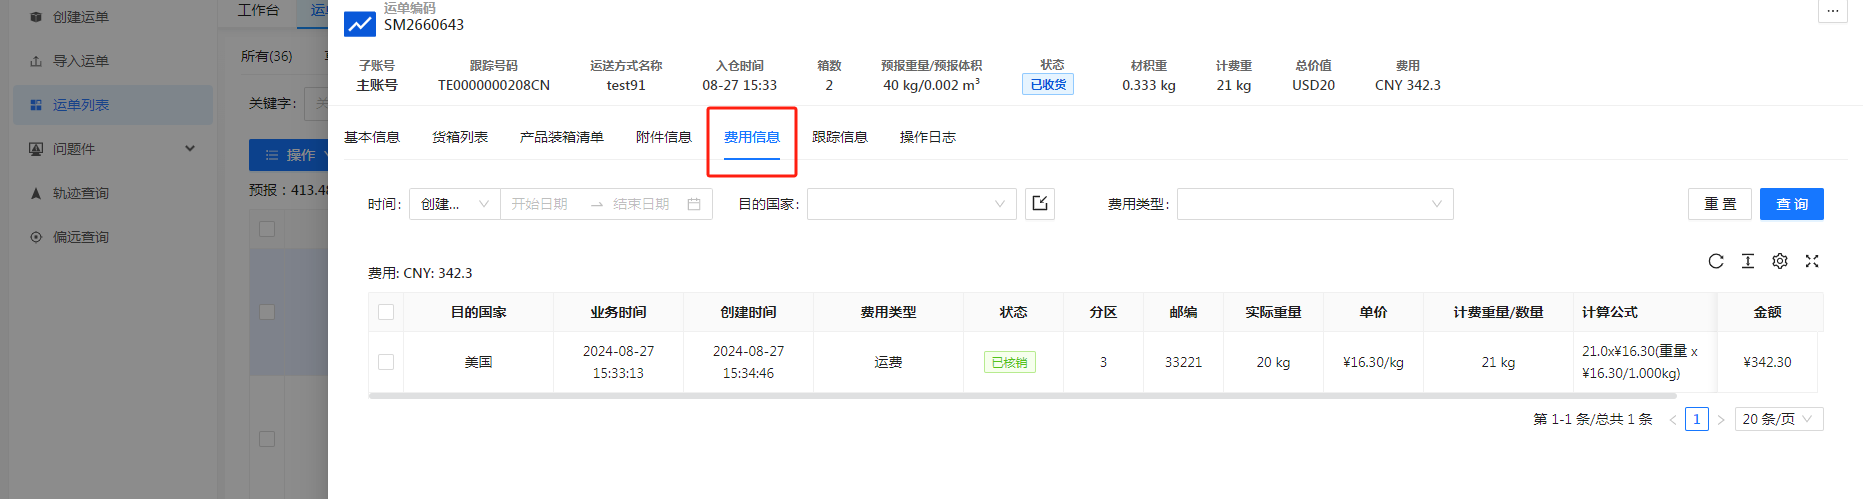 创建运单
导入运单
运单列表
问题件
轨迹查询
偏远查询
工作台
所有(36)
关键字:
操作
预报：413.48
运单编码
SM2660643
...
子账号 跟踪号码 运送方式名称 入仓时间 箱数 预报重量/预报体积 状态 材积重 计费重 总价值 费用
主账号 TE0000000208CN test91 08-27 15:33 2 40 kg/0.002 m³ 已收货 0.333 kg 21 kg USD20 CNY 342.3
基本信息 货箱列表 产品装箱清单 附件信息 费用信息 跟踪信息 操作日志
时间: 创建... 开始日期 → 结束日期 目的国家: 费用类型: 重 置 查 询
费用: CNY: 342.3
目的国家 业务时间 创建时间 费用类型 状态 分区 邮编 实际重量 单价 计费重量/数量 计算公式 金额
美国 2024-08-27 15:33:13 2024-08-27 15:34:46 运费 已核销 3 33221 20 kg ¥16.30/kg 21 kg 21.0x¥16.30(重量 x ¥16.30/1.000kg) ¥342.30
第 1-1 条/总共 1 条 < 1 > 20 条/页